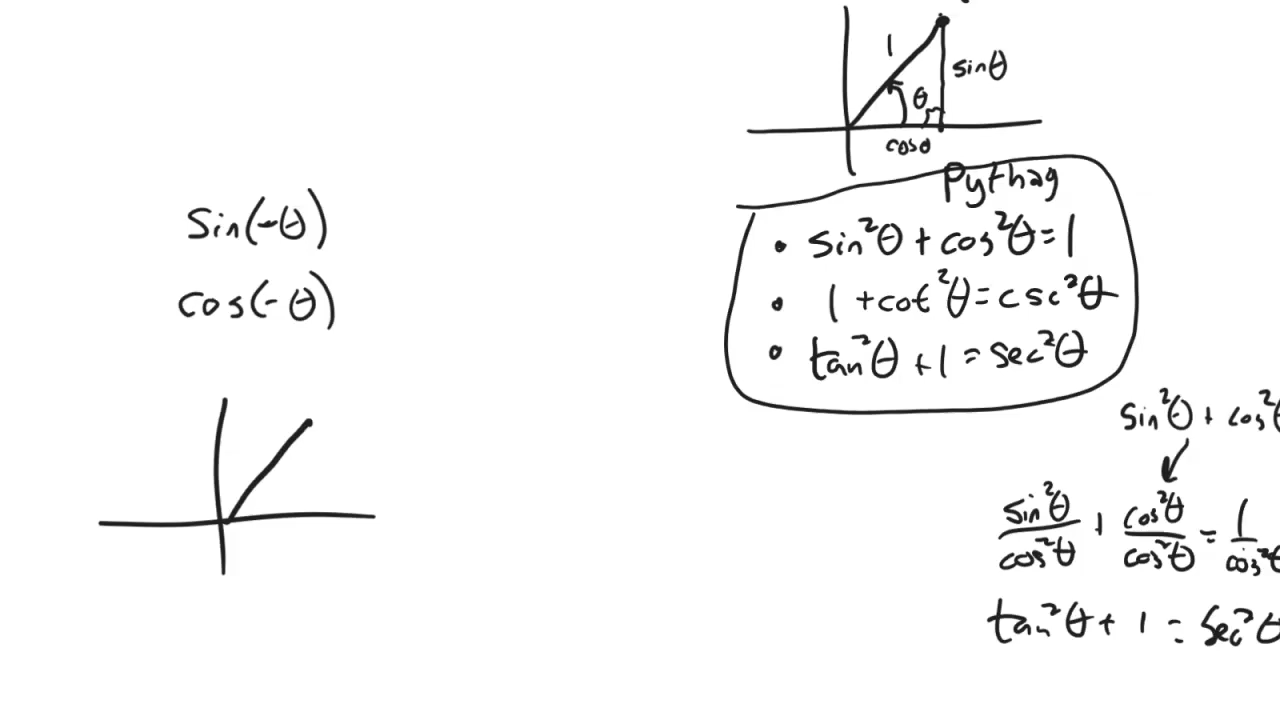 1
sinθ
θ
cosθ
Pythag
• sin²θ + cos²θ = 1
• 1 + cot²θ = csc²θ
• tan²θ + 1 = sec²θ
sin(-θ)
cos(-θ)
sin²θ + cos²θ
sin²θ/cos²θ + cos²θ/cos²θ = 1/cos²θ
tan²θ + 1 = sec²θ